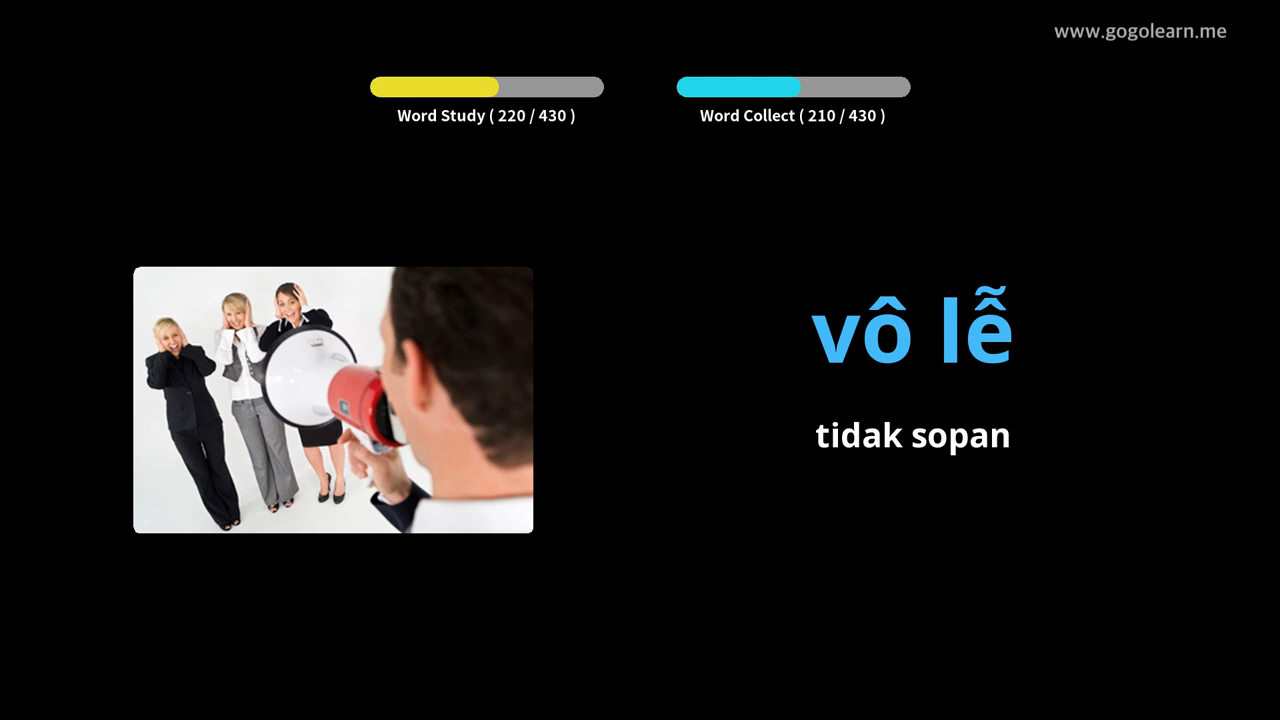 www.gogolearn.me
Word Study ( 220 / 430 )
Word Collect ( 210 / 430 )
vô lễ
tidak sopan